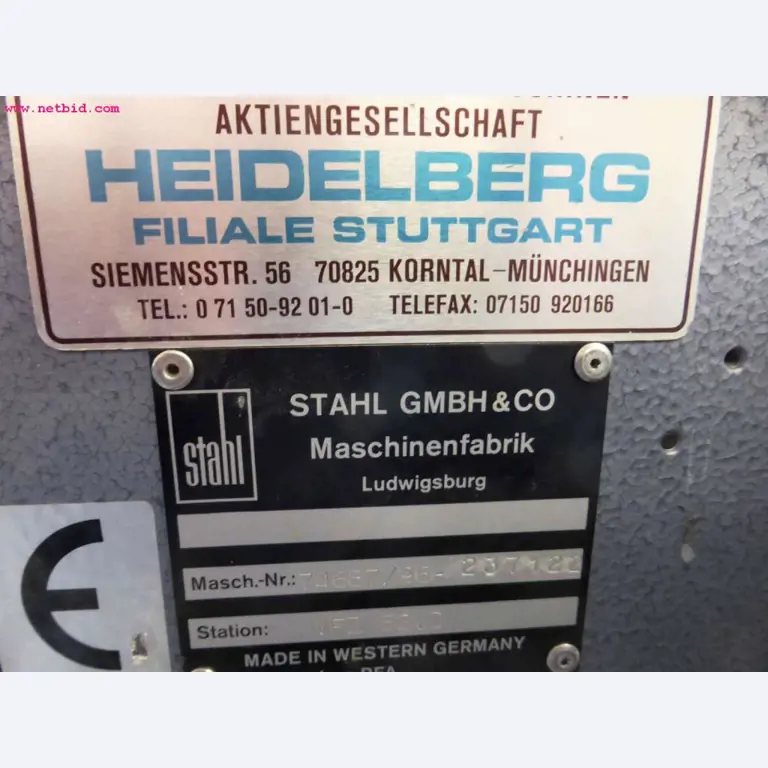 www.netbid.com
AKTIENGESELLSCHAFT
HEIDELBERG
FILIALE STUTTGART
SIEMENSSTR. 56 70825 KORNTAL-MÜNCHINGEN
TEL.: 0 71 50-92 01-0 TELEFAX: 07150 920166
stahl
STAHL GMBH & CO
Maschinenfabrik
Ludwigsburg
Masch.-Nr.:
Station:
MADE IN WESTERN GERMANY
CE